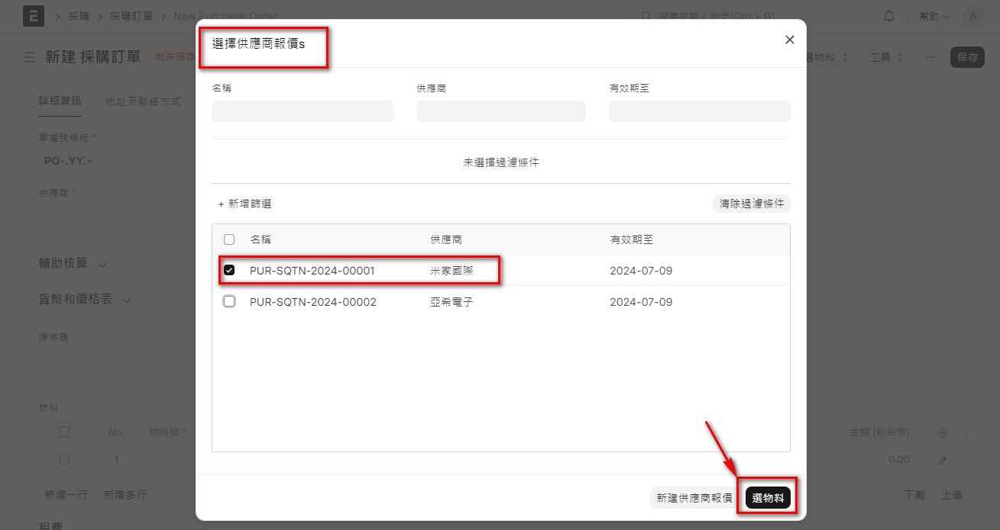 E > 採購 > 採購訂單 > New Purchase Order
搜索或輸入命令(Ctrl + G)
幫助
A
新建 採購訂單
尚未保存
選物料
工具
...
保存
詳細資訊
地址及聯絡方式
單據號模板 *
PO-.YY.-
供應商 *
輔助核算
貨幣和價格表
掃條碼
物料
No. 物料號 *
金額 (新台幣)
1
0.00
新增一行 新增多行
下載 上傳
稅費
選擇供應商報價s
名稱 供應商 有效期至
未選擇過濾條件
+ 新增篩選 清除過濾條件
名稱 供應商 有效期至
PUR-SQTN-2024-00001 米家國際 2024-07-09
PUR-SQTN-2024-00002 亞希電子 2024-07-09
新建供應商報價 選物料